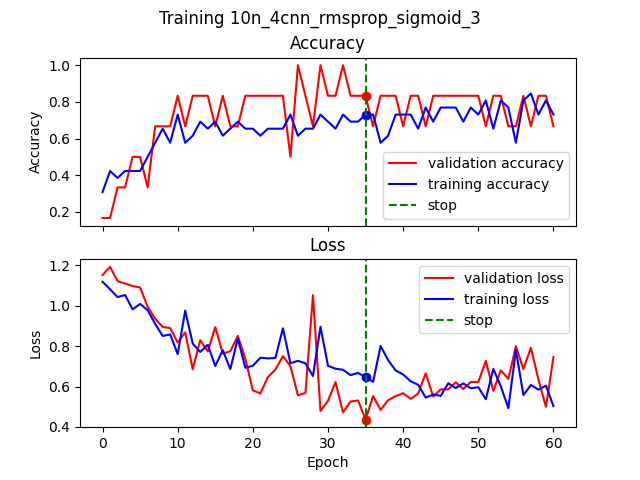 Training 10n_4cnn_rmsprop_sigmoid_3
Accuracy
1.0
0.8
0.6
0.4
0.2
Accuracy
validation accuracy
training accuracy
stop
Loss
1.2
1.0
0.8
0.6
0.4
Loss
validation loss
training loss
stop
0 10 20 30 40 50 60
Epoch